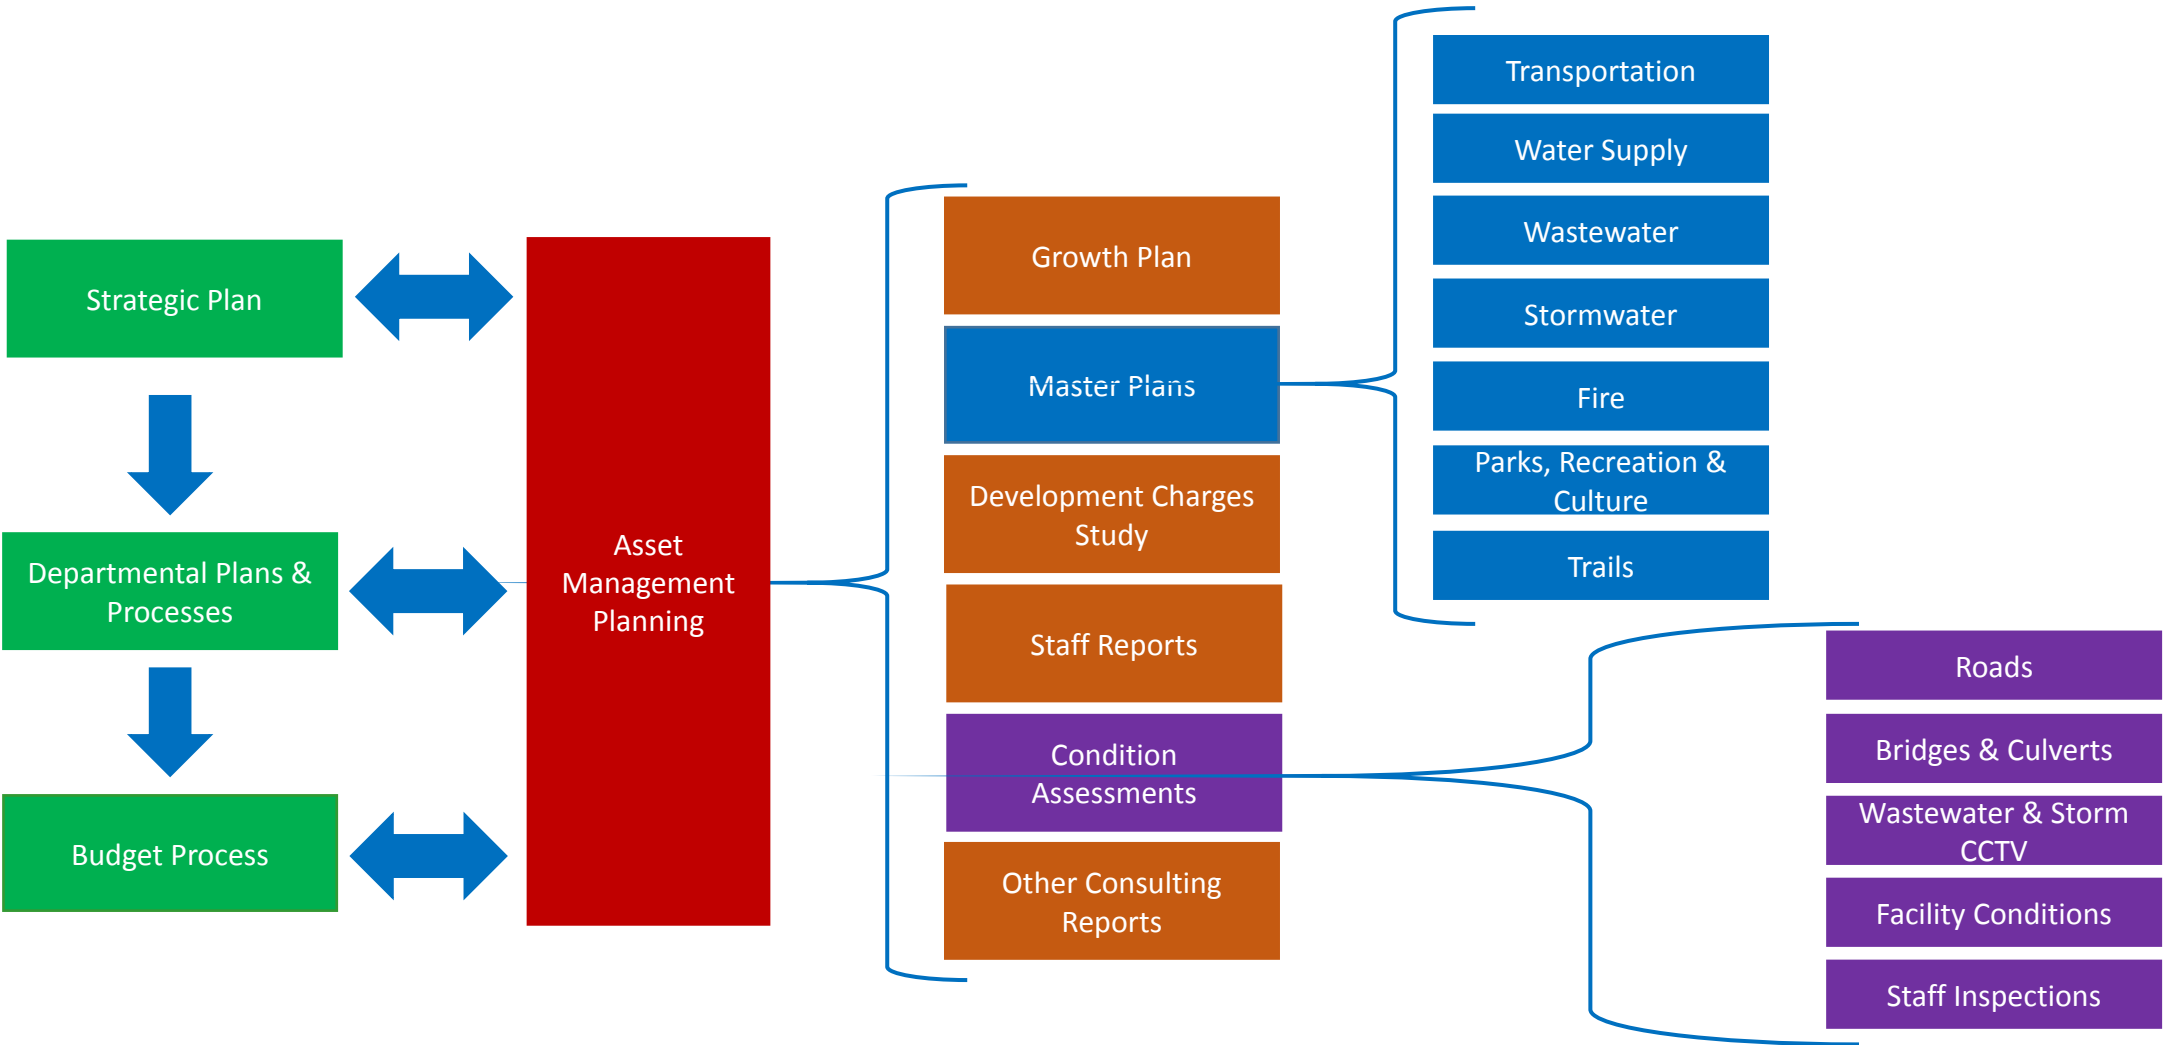 Strategic Plan
Departmental Plans &
Processes
Budget Process
Asset
Management
Planning
Growth Plan
Master Plans
Development Charges
Study
Staff Reports
Condition
Assessments
Other Consulting
Reports
Transportation
Water Supply
Wastewater
Stormwater
Fire
Parks, Recreation &
Culture
Trails
Roads
Bridges & Culverts
Wastewater & Storm
CCTV
Facility Conditions
Staff Inspections